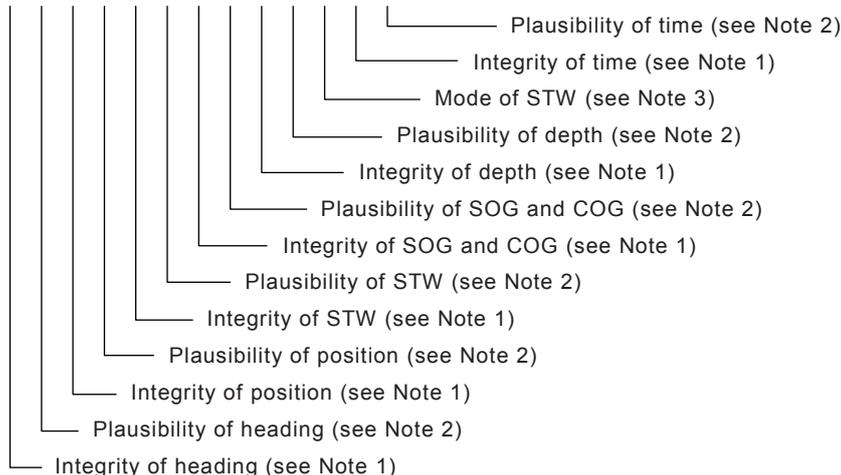 Plausibility of time (see Note 2)
Integrity of time (see Note 1)
Mode of STW (see Note 3)
Plausibility of depth (see Note 2)
Integrity of depth (see Note 1)
Plausibility of SOG and COG (see Note 2)
Integrity of SOG and COG (see Note 1)
Plausibility of STW (see Note 2)
Integrity of STW (see Note 1)
Plausibility of position (see Note 2)
Integrity of position (see Note 1)
Plausibility of heading (see Note 2)
Integrity of heading (see Note 1)